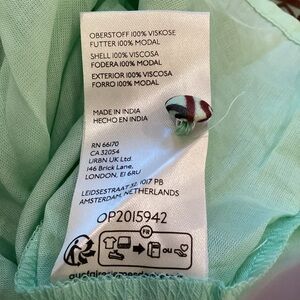 OBERSTOFF 100% VISKOSE
FUTTER 100% MODAL
SHELL 100% VISCOSA
FODERA 100% MODAL
EXTERIOR 100% VISCOSA
FORRO 100% MODAL
MADE IN INDIA
HECHO EN INDIA
RN 66170
CA 32054
URBN UK Ltd.
146 Brick Lane,
LONDON, E1 6RU
LEIDSESTRAAT 32, 1017 PB
AMSTERDAM, NETHERLANDS
OP2015942
FR
ou